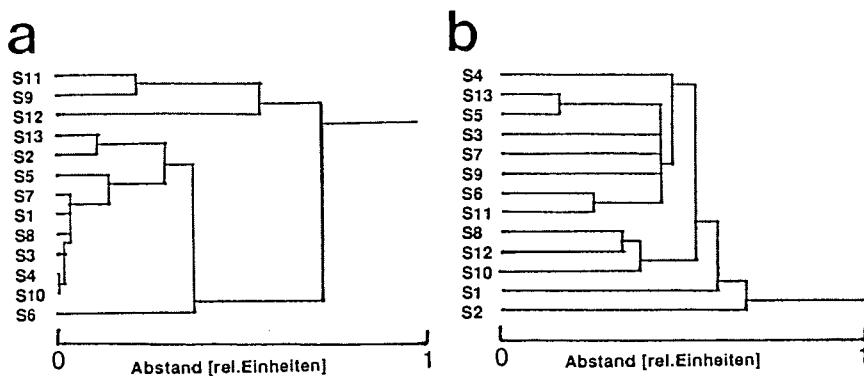 a
S11
S9
S12
S13
S2
S5
S7
S1
S8
S3
S4
S10
S6
0 1
Abstand [rel.Einheiten]
b
S4
S13
S5
S3
S7
S9
S6
S11
S8
S12
S10
S1
S2
0 1
Abstand [rel.Einheiten]